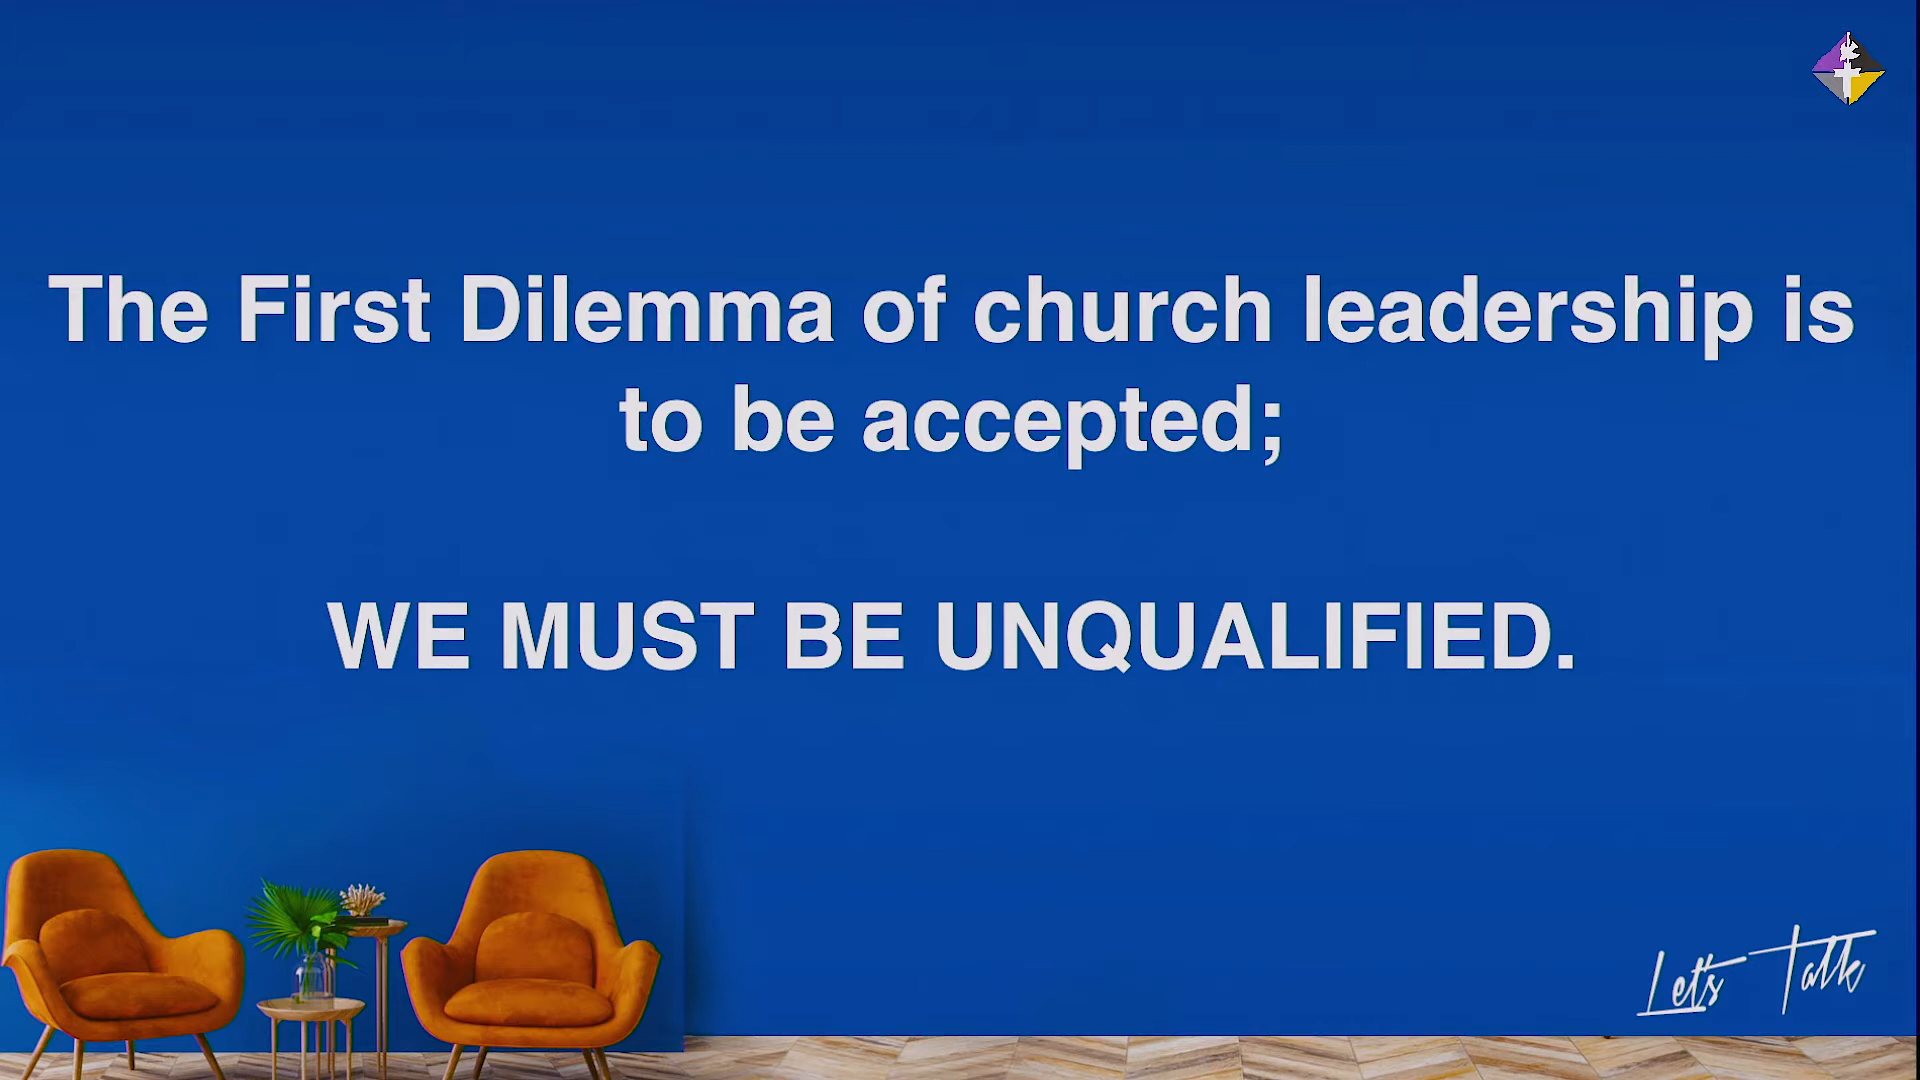 The First Dilemma of church leadership is
to be accepted;
WE MUST BE UNQUALIFIED.
Let's Talk